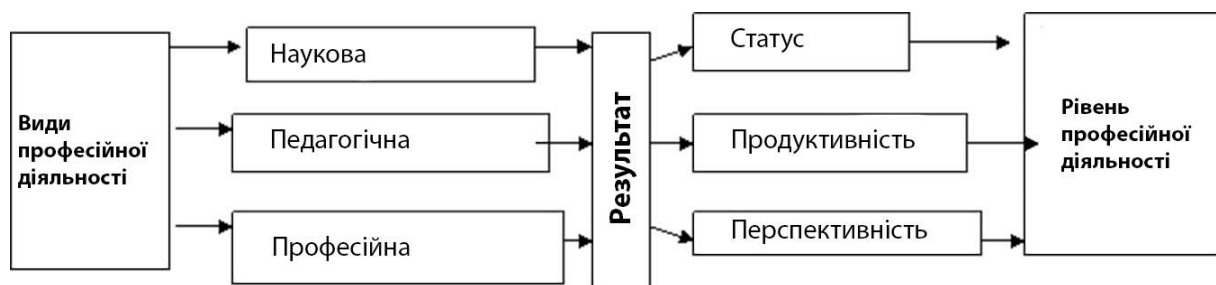 Види
професійної
діяльності
Наукова
Педагогічна
Професійна
Результат
Статус
Продуктивність
Перспективність
Рівень
професійної
діяльності